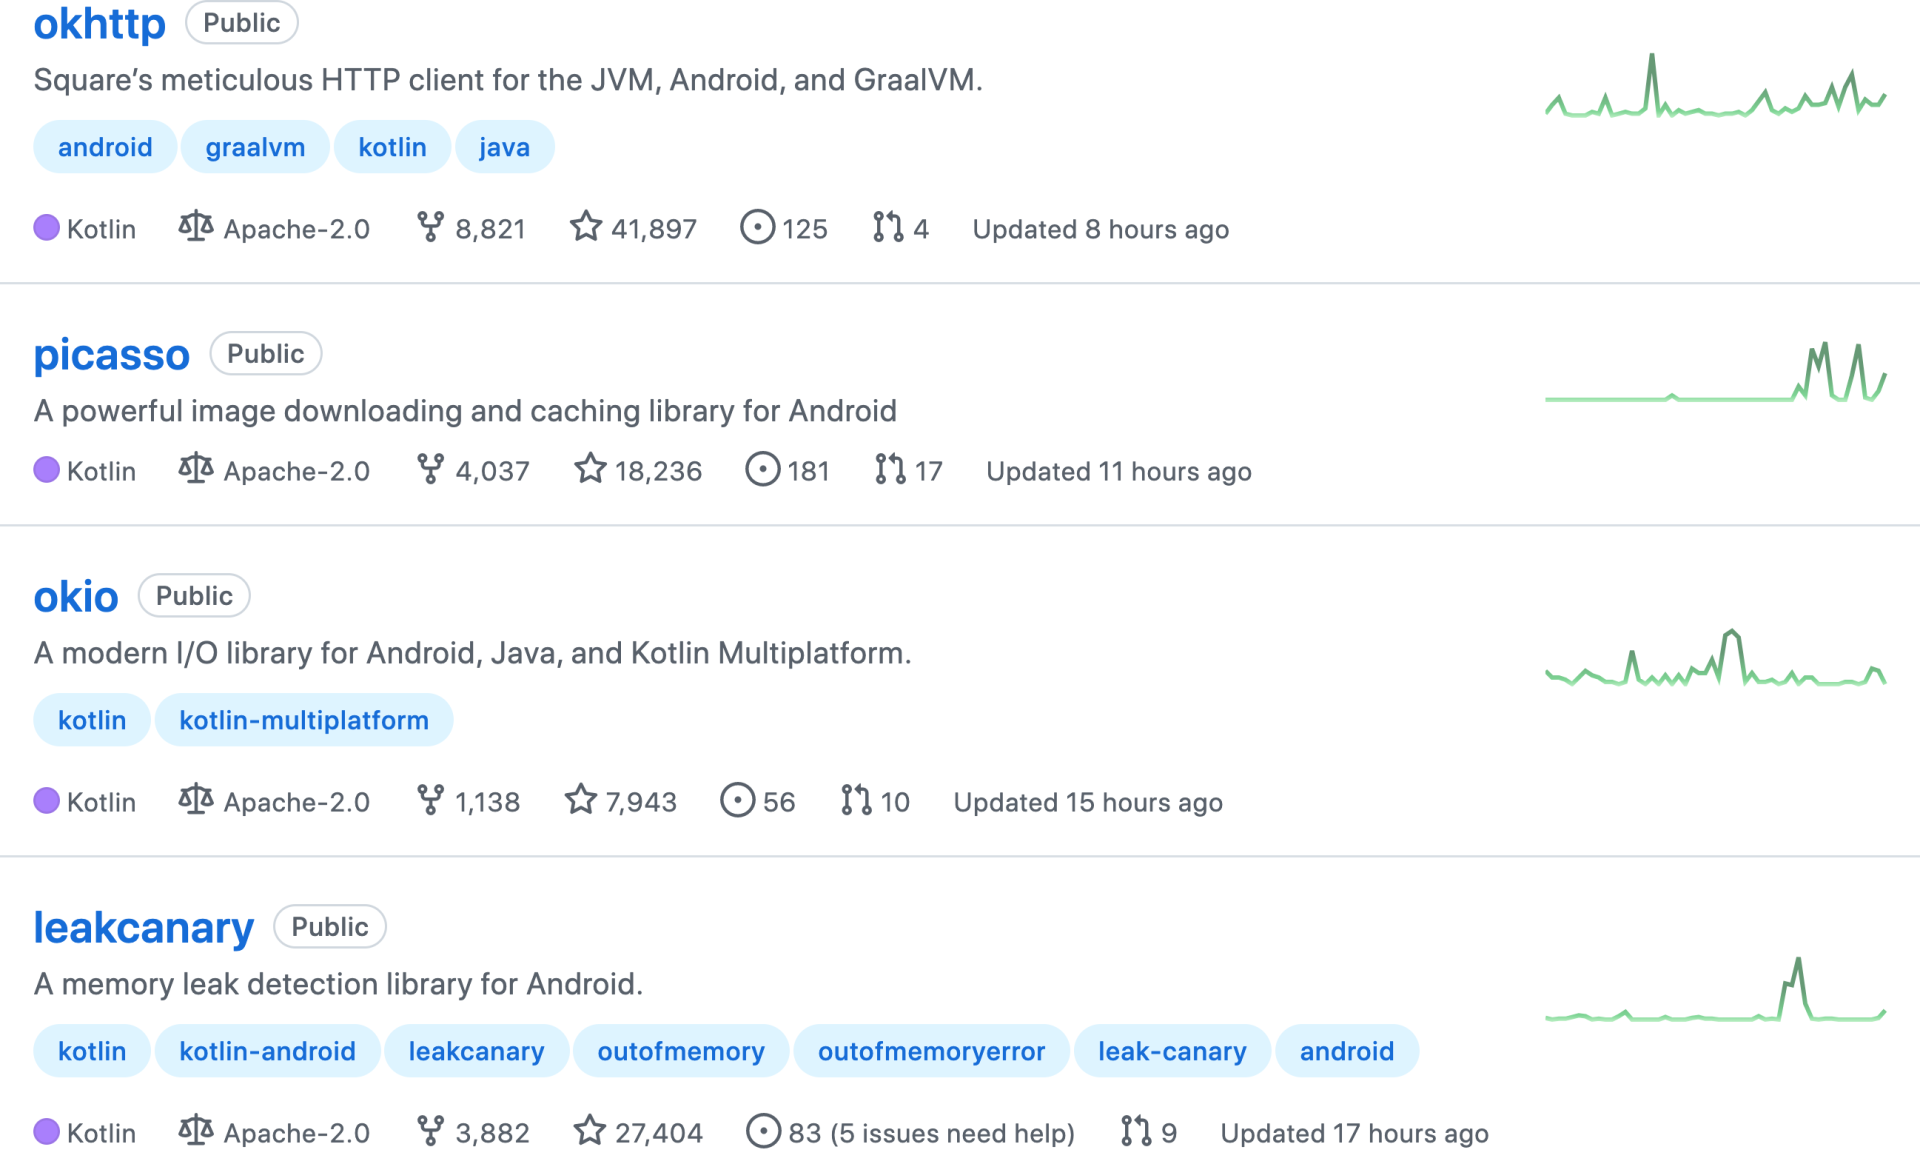 okhttp Public
Square’s meticulous HTTP client for the JVM, Android, and GraalVM.
android graalvm kotlin java
Kotlin Apache-2.0 8,821 41,897 125 4 Updated 8 hours ago
picasso Public
A powerful image downloading and caching library for Android
Kotlin Apache-2.0 4,037 18,236 181 17 Updated 11 hours ago
okio Public
A modern I/O library for Android, Java, and Kotlin Multiplatform.
kotlin kotlin-multiplatform
Kotlin Apache-2.0 1,138 7,943 56 10 Updated 15 hours ago
leakcanary Public
A memory leak detection library for Android.
kotlin kotlin-android leakcanary outofmemory outofmemoryerror leak-canary android
Kotlin Apache-2.0 3,882 27,404 83 (5 issues need help) 9 Updated 17 hours ago